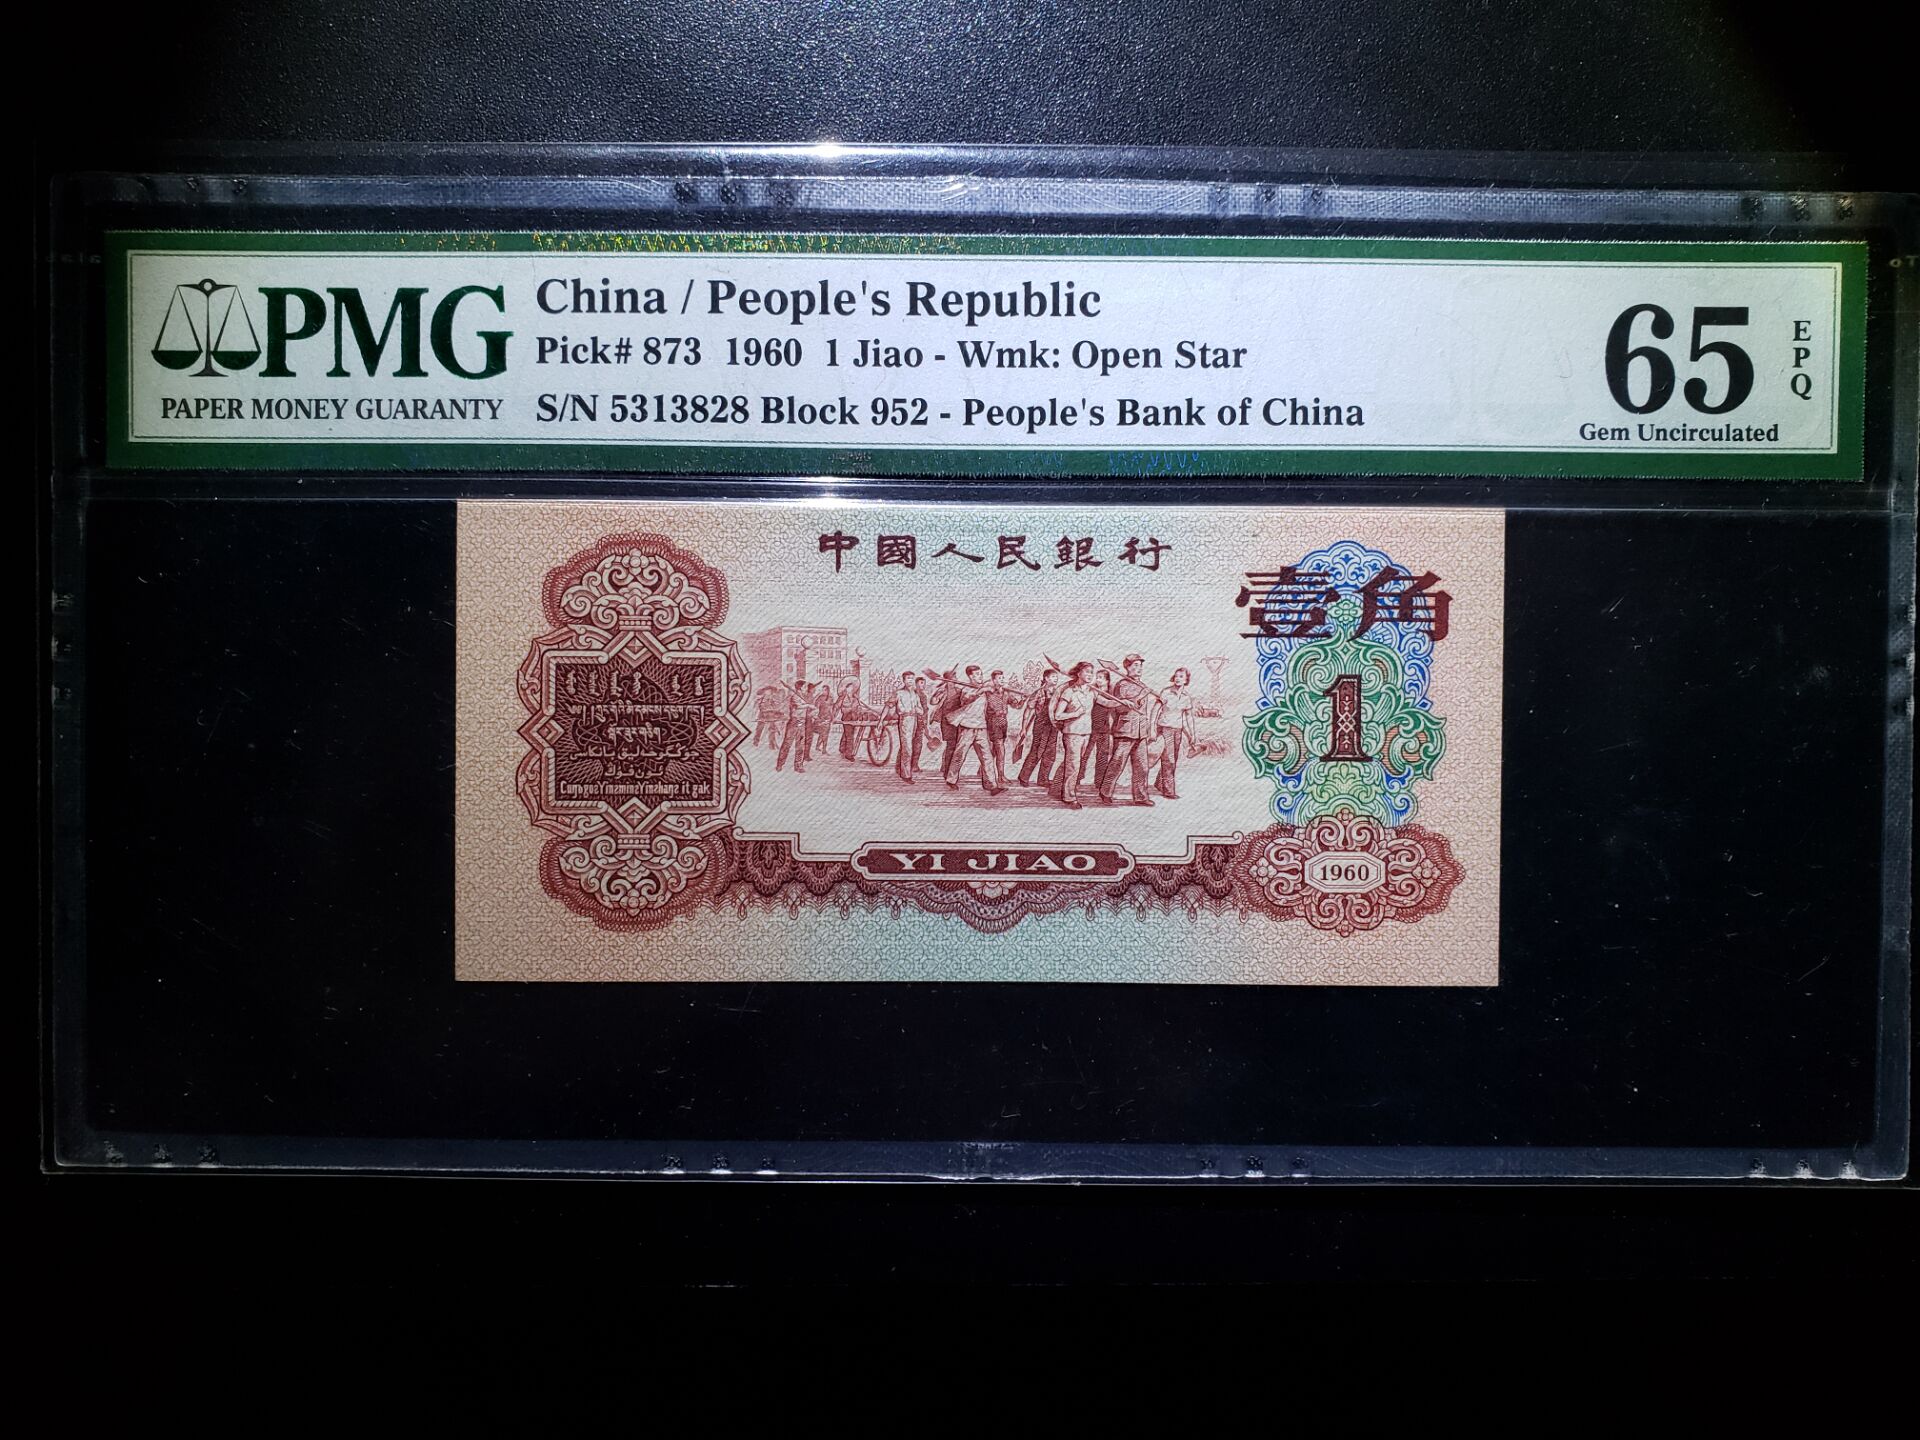 PMG
PAPER MONEY GUARANTY
China / People's Republic
Pick# 873 1960 1 Jiao - Wmk: Open Star
S/N 5313828 Block 952 - People's Bank of China
65
EPQ
Gem Uncirculated
中國人民銀行
壹角
1
YI JIAO
1960